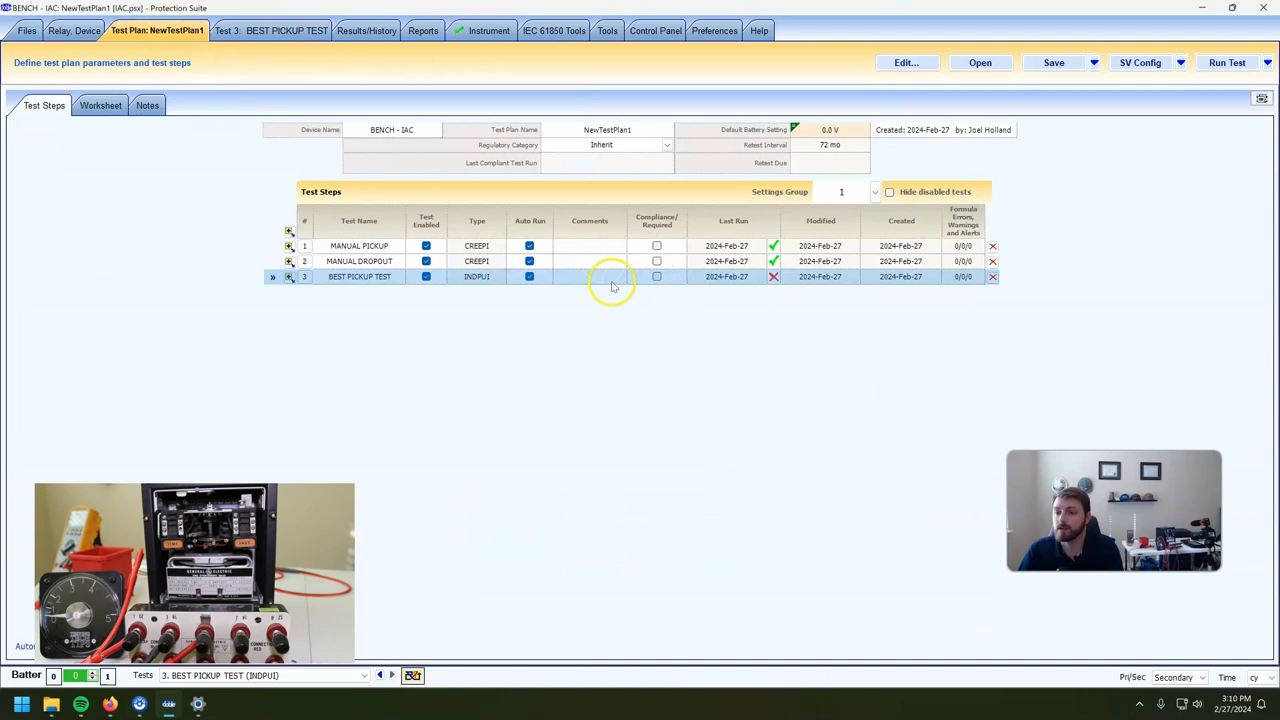 BENCH - IAC: NewTestPlan1 [IAC.psx] - Protection Suite
Files Relay, Device Test Plan: NewTestPlan1 Test 3: BEST PICKUP TEST Results/History Reports Instrument IEC 61850 Tools Tools Control Panel Preferences Help
Define test plan parameters and test steps Edit... Open Save SV Config Run Test
Test Steps Worksheet Notes
Device Name BENCH - IAC Test Plan Name NewTestPlan1 Default Battery Setting 0.0 V Created: 2024-Feb-27 by: Joel Holland
Regulatory Category Inherit Retest Interval 72 mo
Last Compliant Test Run Retest Due
Test Steps Settings Group 1 Hide disabled tests
# Test Name Test Enabled Type Auto Run Comments Compliance/ Required Last Run Modified Created Formula Errors, Warnings and Alerts
1 MANUAL PICKUP CREEPI 2024-Feb-27 2024-Feb-27 2024-Feb-27 0/0/0
2 MANUAL DROPOUT CREEPI 2024-Feb-27 2024-Feb-27 2024-Feb-27 0/0/0
» 3 BEST PICKUP TEST INDPUI 2024-Feb-27 2024-Feb-27 2024-Feb-27 0/0/0
TIME INST
GENERAL ELECTRIC
Auto
Batter 0 0 1 Tests 3. BEST PICKUP TEST (INDPUI) Pri/Sec Secondary Time cy
3:10 PM
2/27/2024